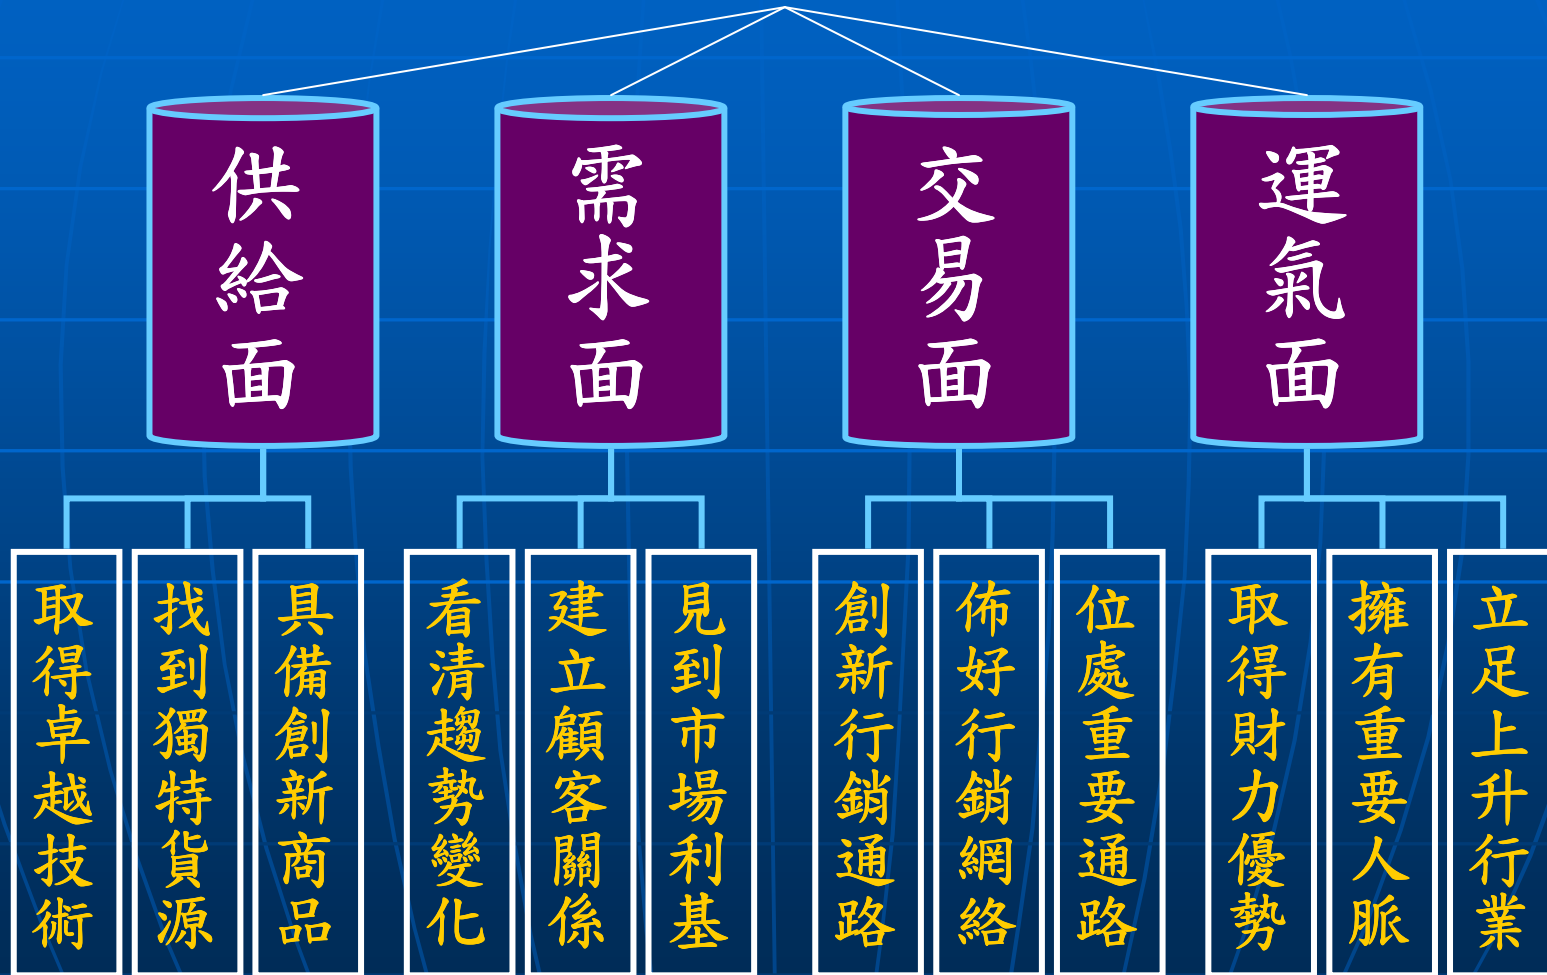 供給面
需求面
交易面
運氣面
取得卓越技術
找到獨特貨源
具備創新商品
看清趨勢變化
建立顧客關係
見到市場利基
創新行銷通路
佈好行銷網絡
位處重要通路
取得財力優勢
擁有重要人脈
立足上升行業